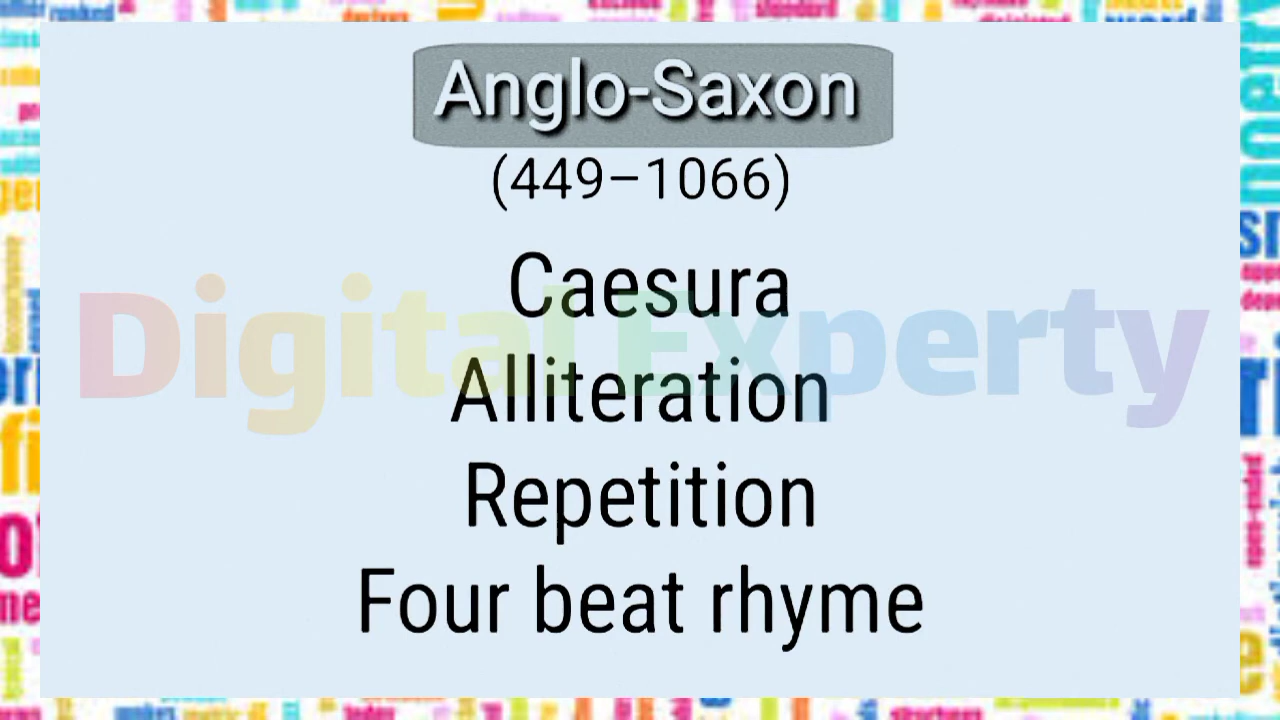 Anglo-Saxon
(449–1066)
Caesura
Digital Experty
Alliteration
Repetition
Four beat rhyme